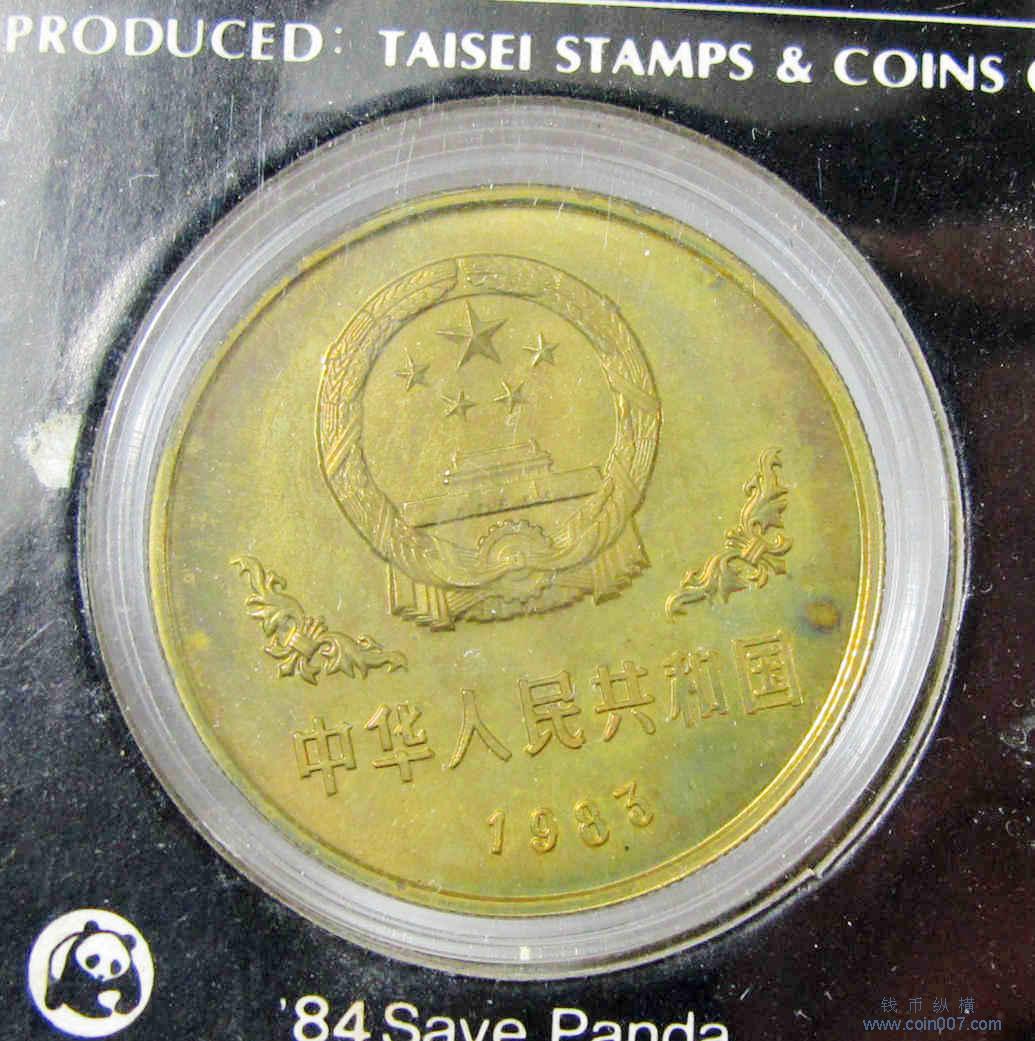 PRODUCED: TAISEI STAMPS & COINS
中华人民共和国
1983
'84 Save Panda
钱币纵横
www.coin007.com